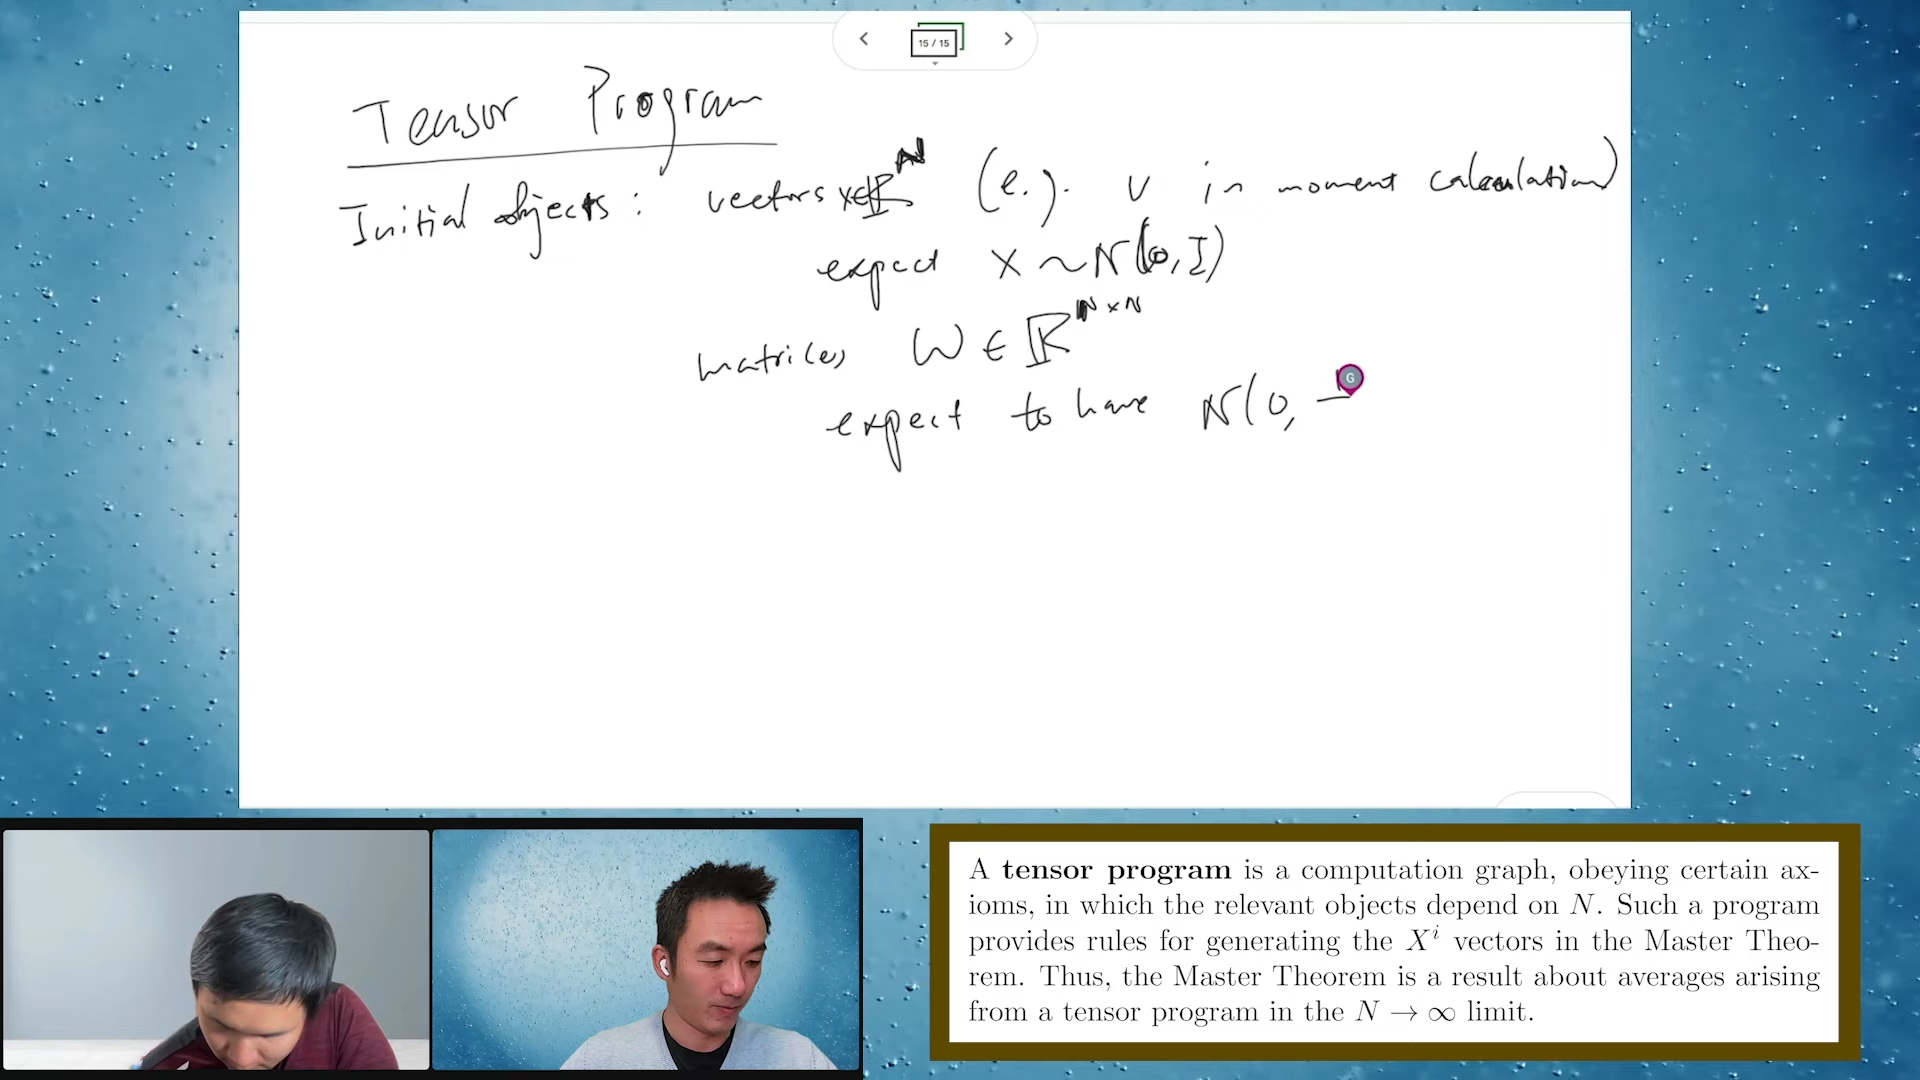 15 / 15
Tensor Program
Initial objects: vectors x∈ℝᴺ (e.g. v in moment calculation)
expect x ~ N(0, I)
matrices W ∈ ℝᴺˣᴺ
expect to have N(0,
G
A tensor program is a computation graph, obeying certain ax-
ioms, in which the relevant objects depend on N. Such a program
provides rules for generating the Xⁱ vectors in the Master Theo-
rem. Thus, the Master Theorem is a result about averages arising
from a tensor program in the N → ∞ limit.